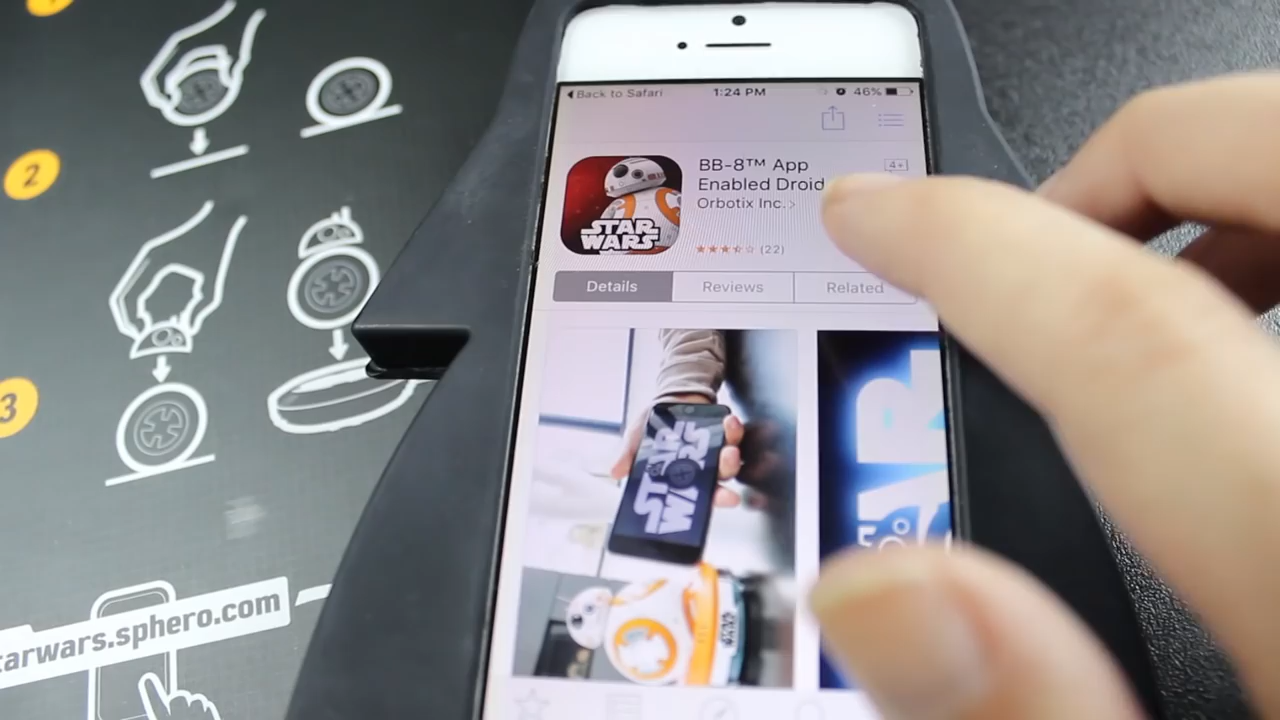 2
3
arwars.sphero.com
Back to Safari
1:24 PM
46%
BB-8™ App
Enabled Droid
4+
Orbotix Inc.
STAR
WARS
(22)
Details
Reviews
Related
STAR
WARS